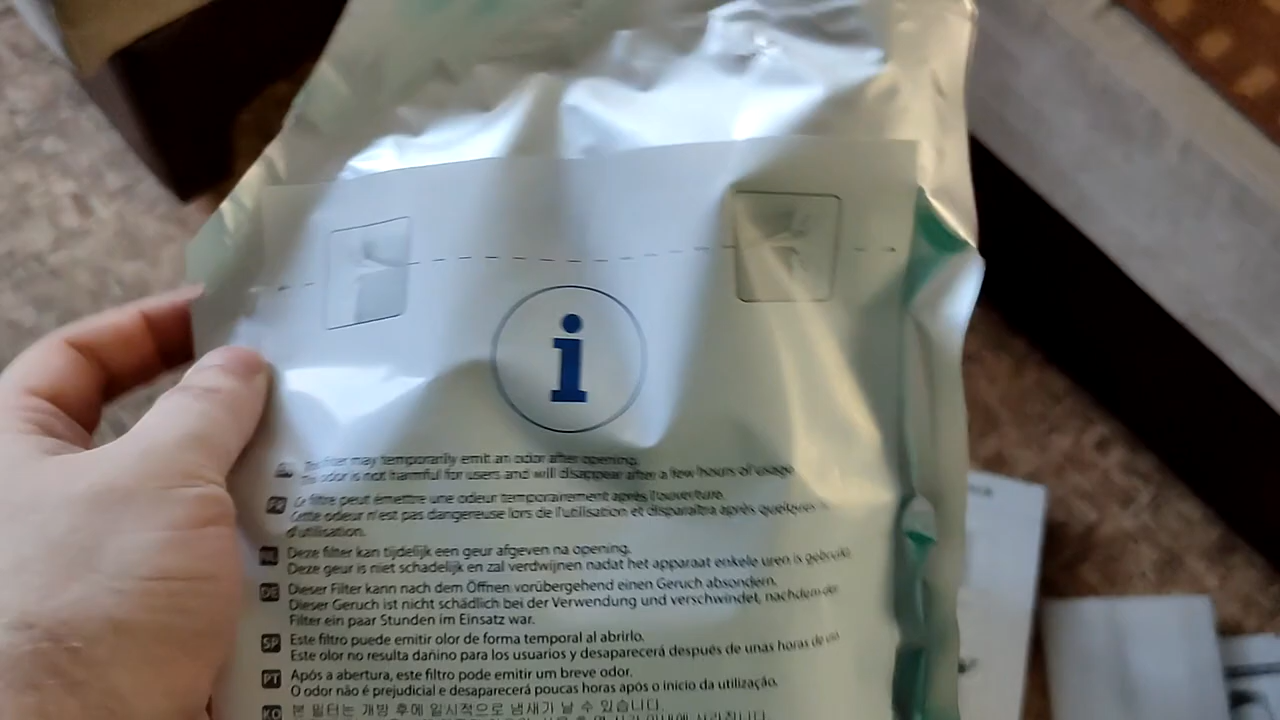 i
This filter may temporarily emit an odor after opening.
This odor is not harmful for users and will disappear after a few hours of usage
FR Ce filtre peut émettre une odeur temporairement après l'ouverture.
Cette odeur n'est pas dangereuse lors de l'utilisation et disparaîtra après quelques
d'utilisation.
Deze filter kan tijdelijk een geur afgeven na opening.
Deze geur is niet schadelijk en zal verdwijnen nadat het apparaat enkele uren is gebruikt.
DE Dieser Filter kann nach dem Öffnen vorübergehend einen Geruch absondern.
Dieser Geruch ist nicht schädlich bei der Verwendung und verschwindet, nachdem der
Filter ein paar Stunden im Einsatz war.
SP Este filtro puede emitir olor de forma temporal al abrirlo.
Este olor no resulta dañino para los usuarios y desaparecerá después de unas horas de uso
PT Após a abertura, este filtro pode emitir um breve odor.
O odor não é prejudicial e desaparecerá poucas horas após o início da utilização.
KO 본 필터는 개방 후에 일시적으로 냄새가 날 수 있습니다.